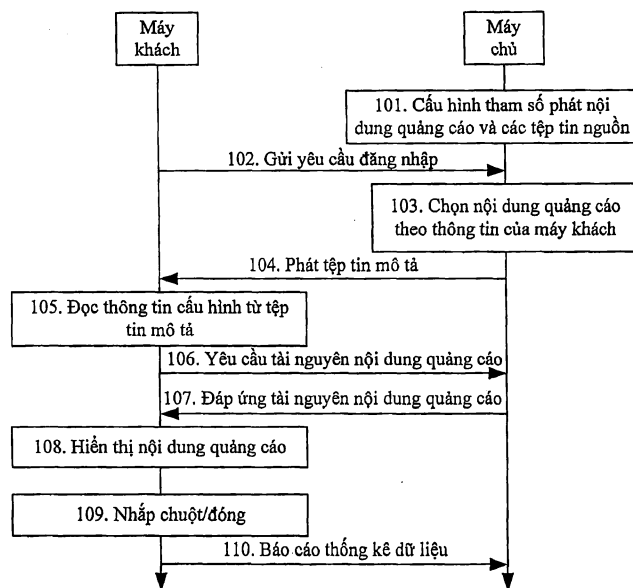 Máy
khách
Máy
chủ
101. Cấu hình tham số phát nội
dung quảng cáo và các tệp tin nguồn
102. Gửi yêu cầu đăng nhập
103. Chọn nội dung quảng cáo
theo thông tin của máy khách
104. Phát tệp tin mô tả
105. Đọc thông tin cấu hình từ tệp
tin mô tả
106. Yêu cầu tài nguyên nội dung quảng cáo
107. Đáp ứng tài nguyên nội dung quảng cáo
108. Hiển thị nội dung quảng cáo
109. Nhắp chuột/đóng
110. Báo cáo thống kê dữ liệu